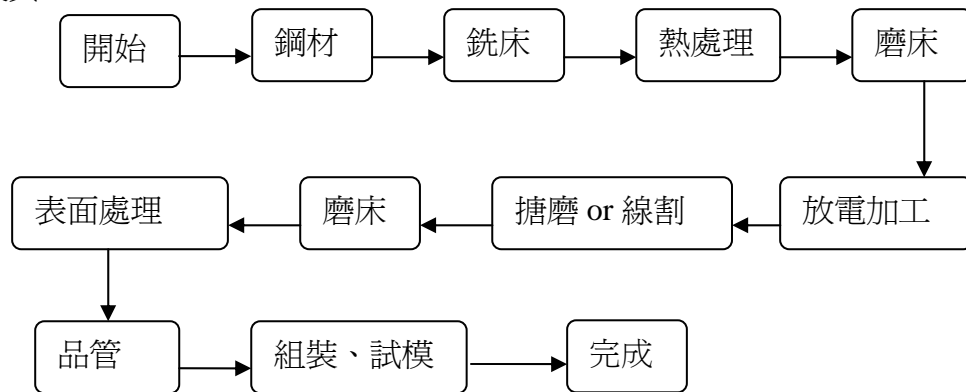 開始
鋼材
銑床
熱處理
磨床
放電加工
搪磨 or 線割
磨床
表面處理
品管
組裝、試模
完成